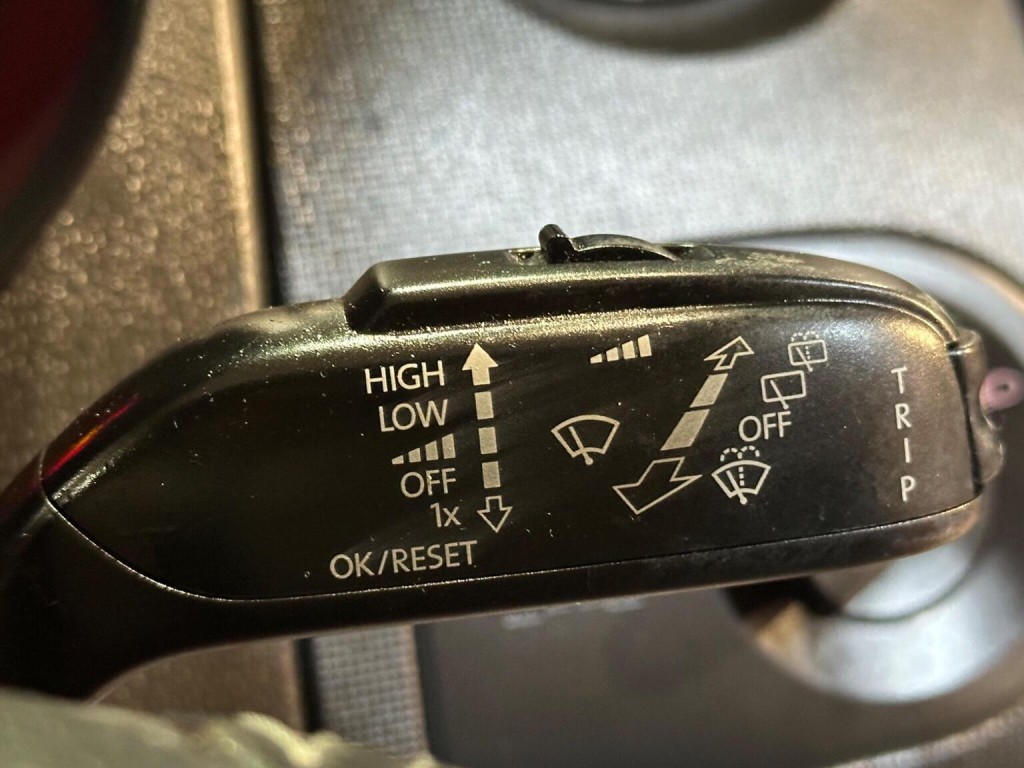 HIGH
LOW
OFF
1x
OK/RESET
OFF
TRIP